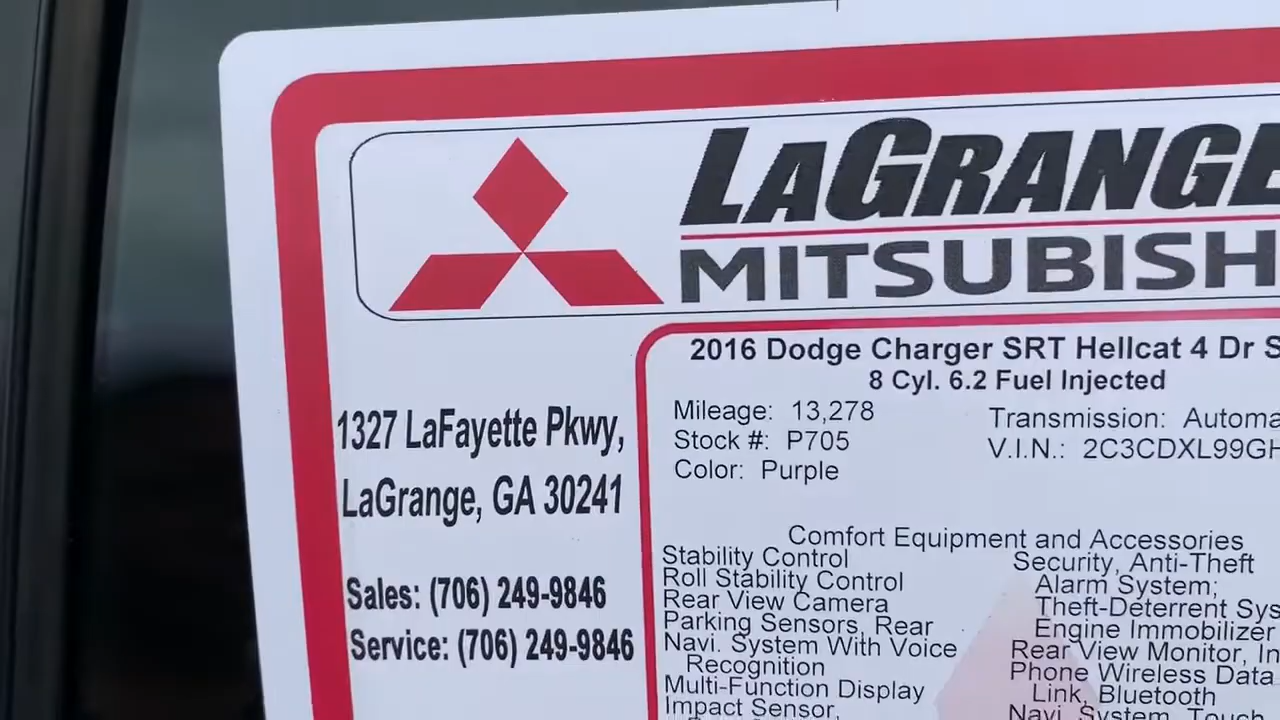 LAGRANGE
MITSUBISH
2016 Dodge Charger SRT Hellcat 4 Dr S
8 Cyl. 6.2 Fuel Injected
Mileage: 13,278
Stock #: P705
Color: Purple
Transmission: Automa
V.I.N.: 2C3CDXL99GH
1327 LaFayette Pkwy,
LaGrange, GA 30241
Sales: (706) 249-9846
Service: (706) 249-9846
Comfort Equipment and Accessories
Stability Control
Roll Stability Control
Rear View Camera
Parking Sensors, Rear
Navi. System With Voice
Recognition
Multi-Function Display
Impact Sensor,
Security, Anti-Theft
Alarm System;
Theft-Deterrent Sys
Engine Immobilizer
Rear View Monitor, In
Phone Wireless Data
Link, Bluetooth
Navi. System, Touch